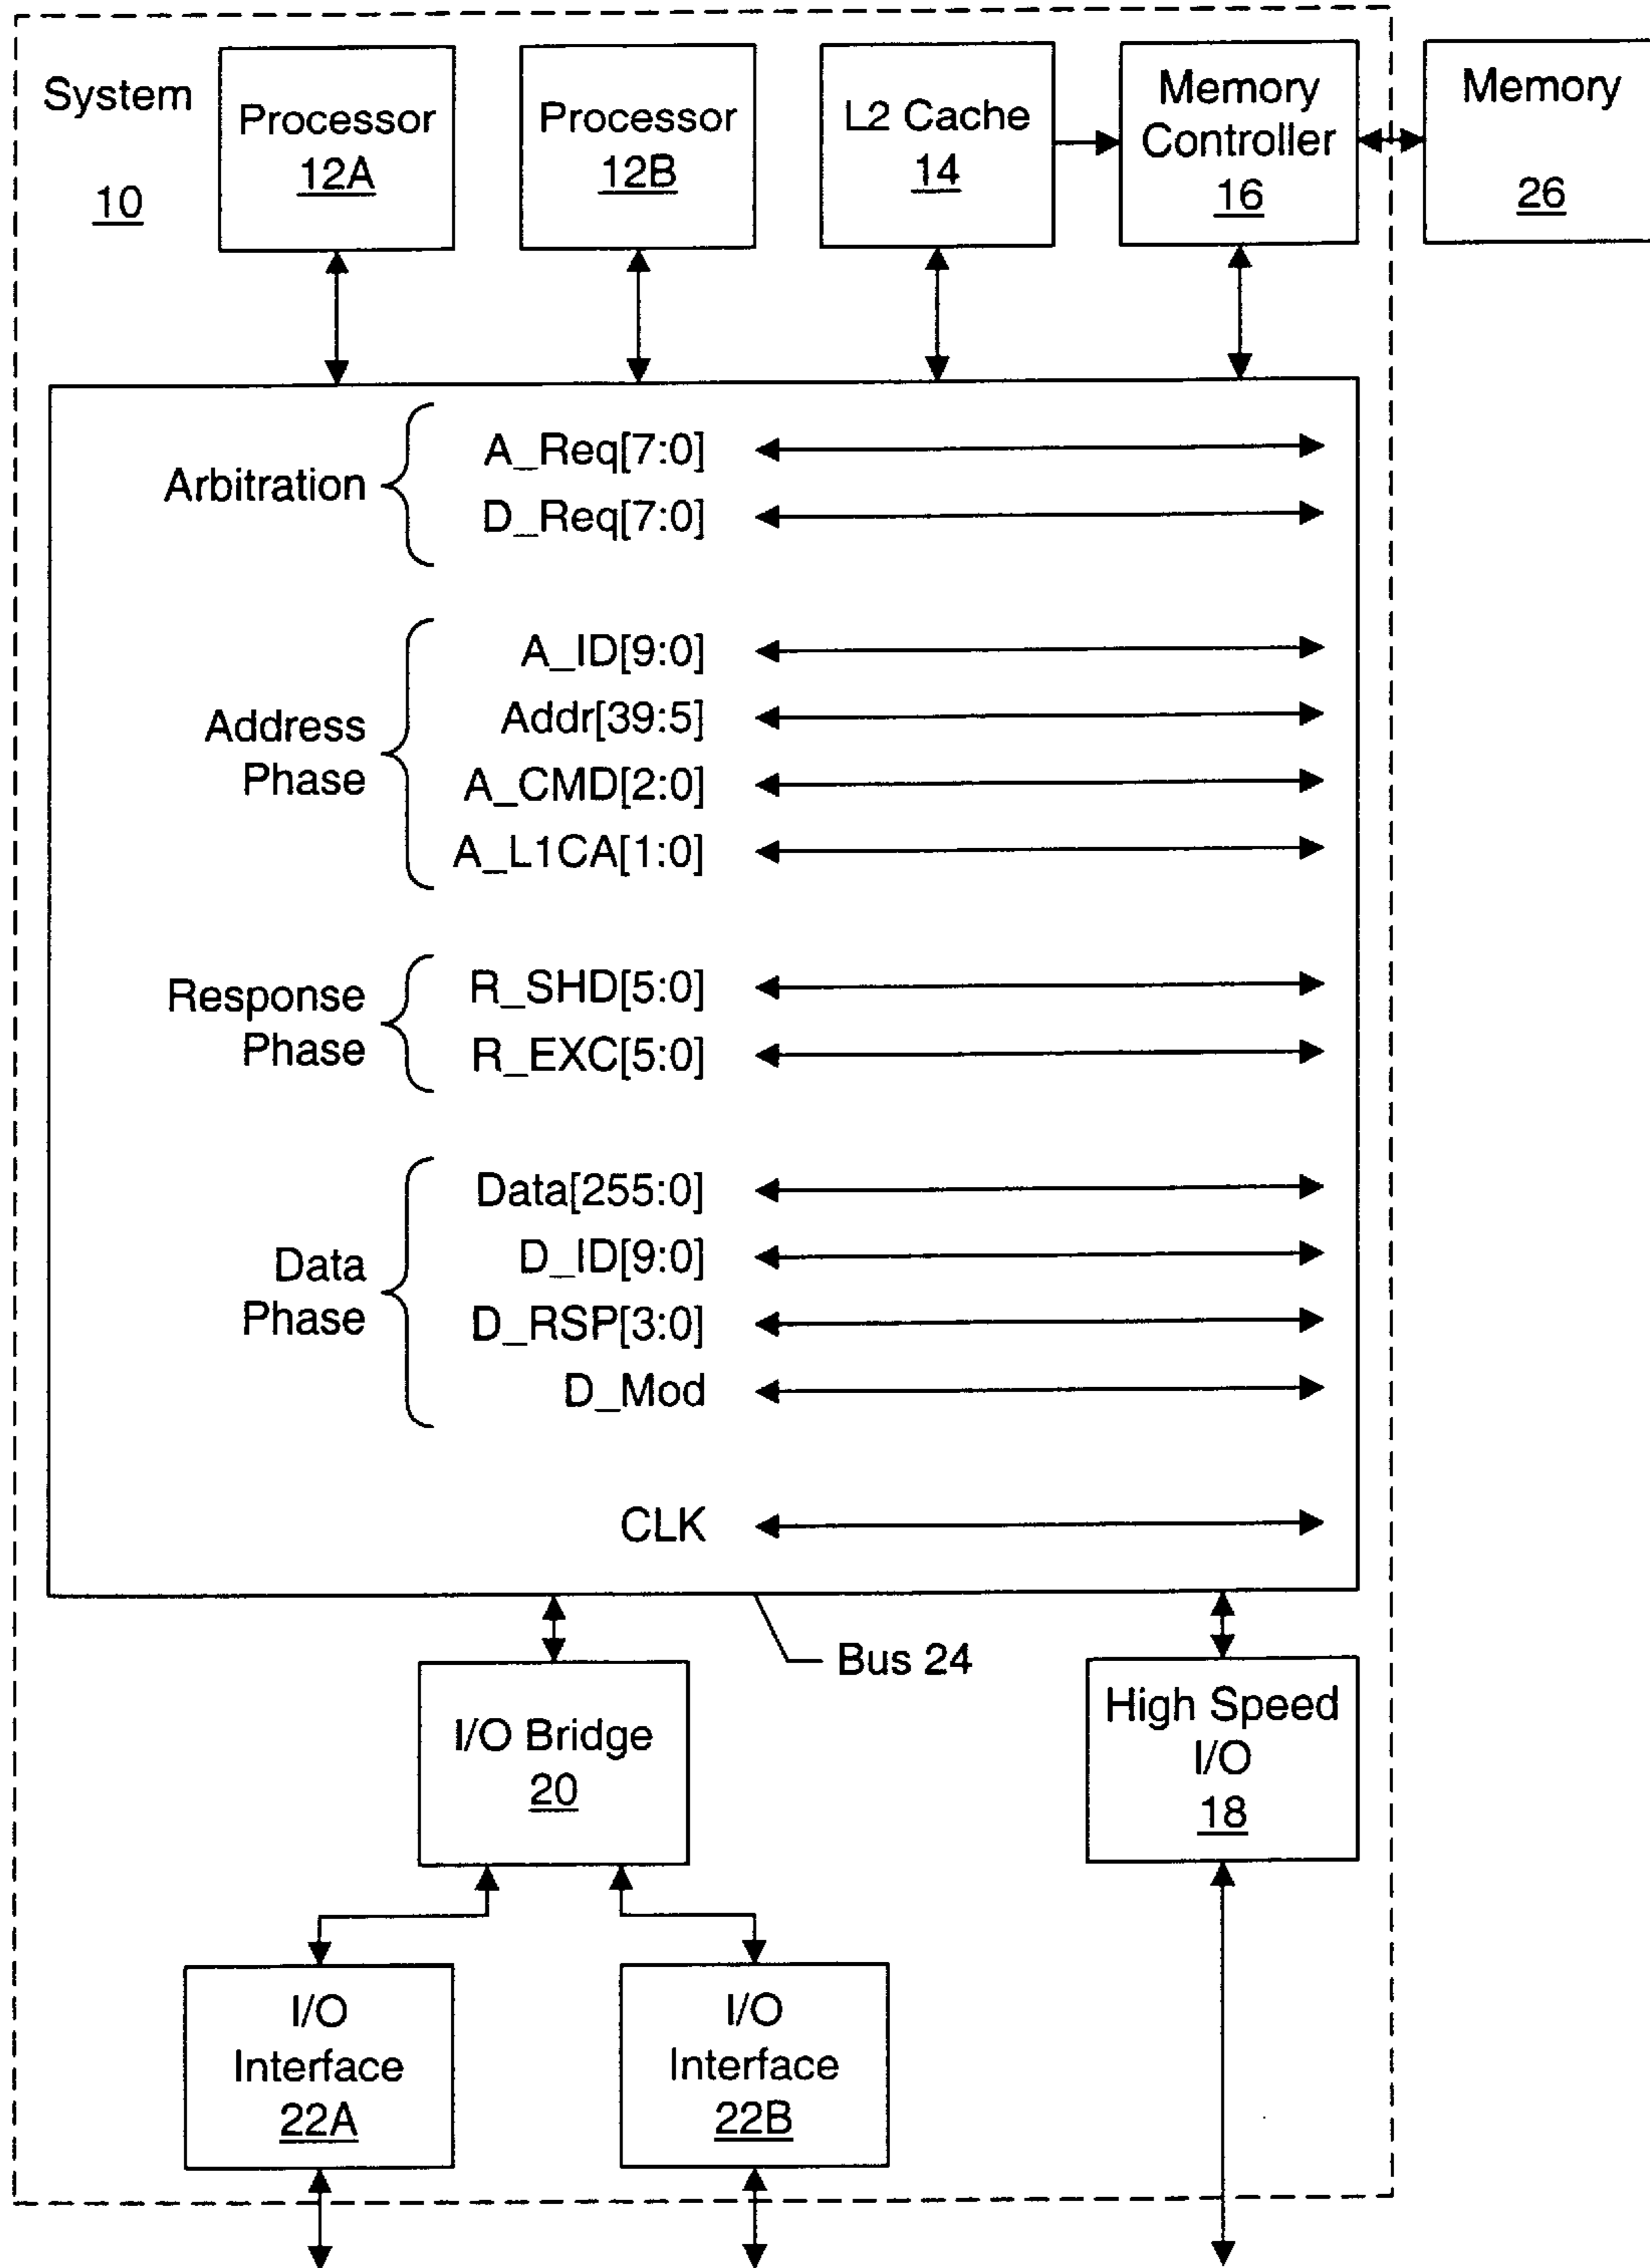 System
10
Processor
12A
Processor
12B
L2 Cache
14
Memory
Controller
16
Memory
26
Arbitration
A_Req[7:0]
D_Req[7:0]
Address
Phase
A_ID[9:0]
Addr[39:5]
A_CMD[2:0]
A_L1CA[1:0]
Response
Phase
R_SHD[5:0]
R_EXC[5:0]
Data
Phase
Data[255:0]
D_ID[9:0]
D_RSP[3:0]
D_Mod
CLK
Bus 24
I/O Bridge
20
High Speed
I/O
18
I/O
Interface
22A
I/O
Interface
22B